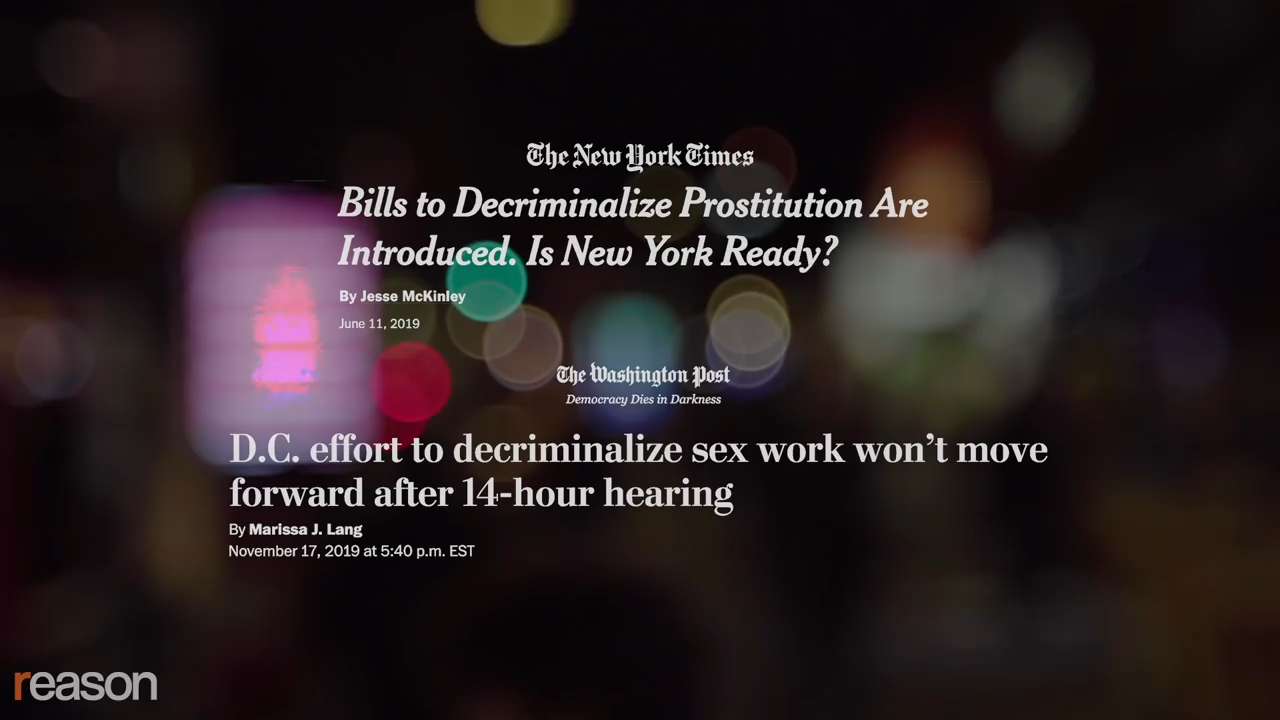 The New York Times
Bills to Decriminalize Prostitution Are
Introduced. Is New York Ready?
By Jesse McKinley
June 11, 2019
The Washington Post
Democracy Dies in Darkness
D.C. effort to decriminalize sex work won’t move
forward after 14-hour hearing
By Marissa J. Lang
November 17, 2019 at 5:40 p.m. EST
reason